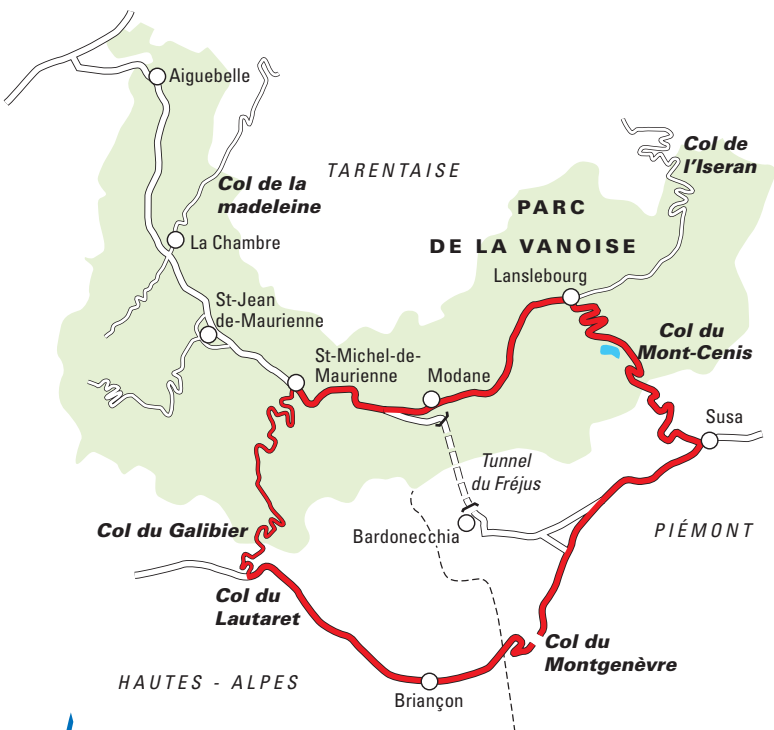 Aiguebelle
TARENTAISE
Col de
l'Iseran
Col de la
madeleine
PARC
DE LA VANOISE
La Chambre
Lanslebourg
St-Jean
de-Maurienne
Col du
Mont-Cenis
St-Michel-de-
Maurienne
Modane
Susa
Tunnel
du Fréjus
Col du Galibier
Bardonecchia
PIÉMONT
Col du
Lautaret
Col du
Montgenèvre
HAUTES - ALPES
Briançon